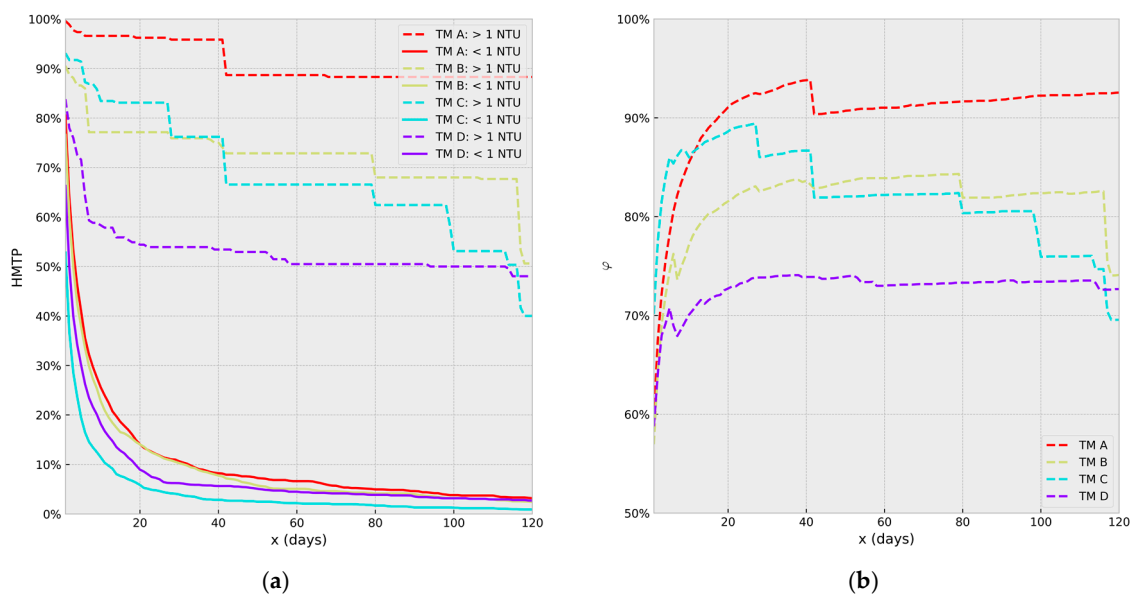 100%
90%
80%
70%
60%
50%
40%
30%
20%
10%
0%
HMTP
20
40
60
80
100
120
x (days)
TM A: > 1 NTU
TM A: < 1 NTU
TM B: > 1 NTU
TM B: < 1 NTU
TM C: > 1 NTU
TM C: < 1 NTU
TM D: > 1 NTU
TM D: < 1 NTU
(a)
100%
90%
80%
70%
60%
50%
φ
20
40
60
80
100
120
x (days)
TM A
TM B
TM C
TM D
(b)